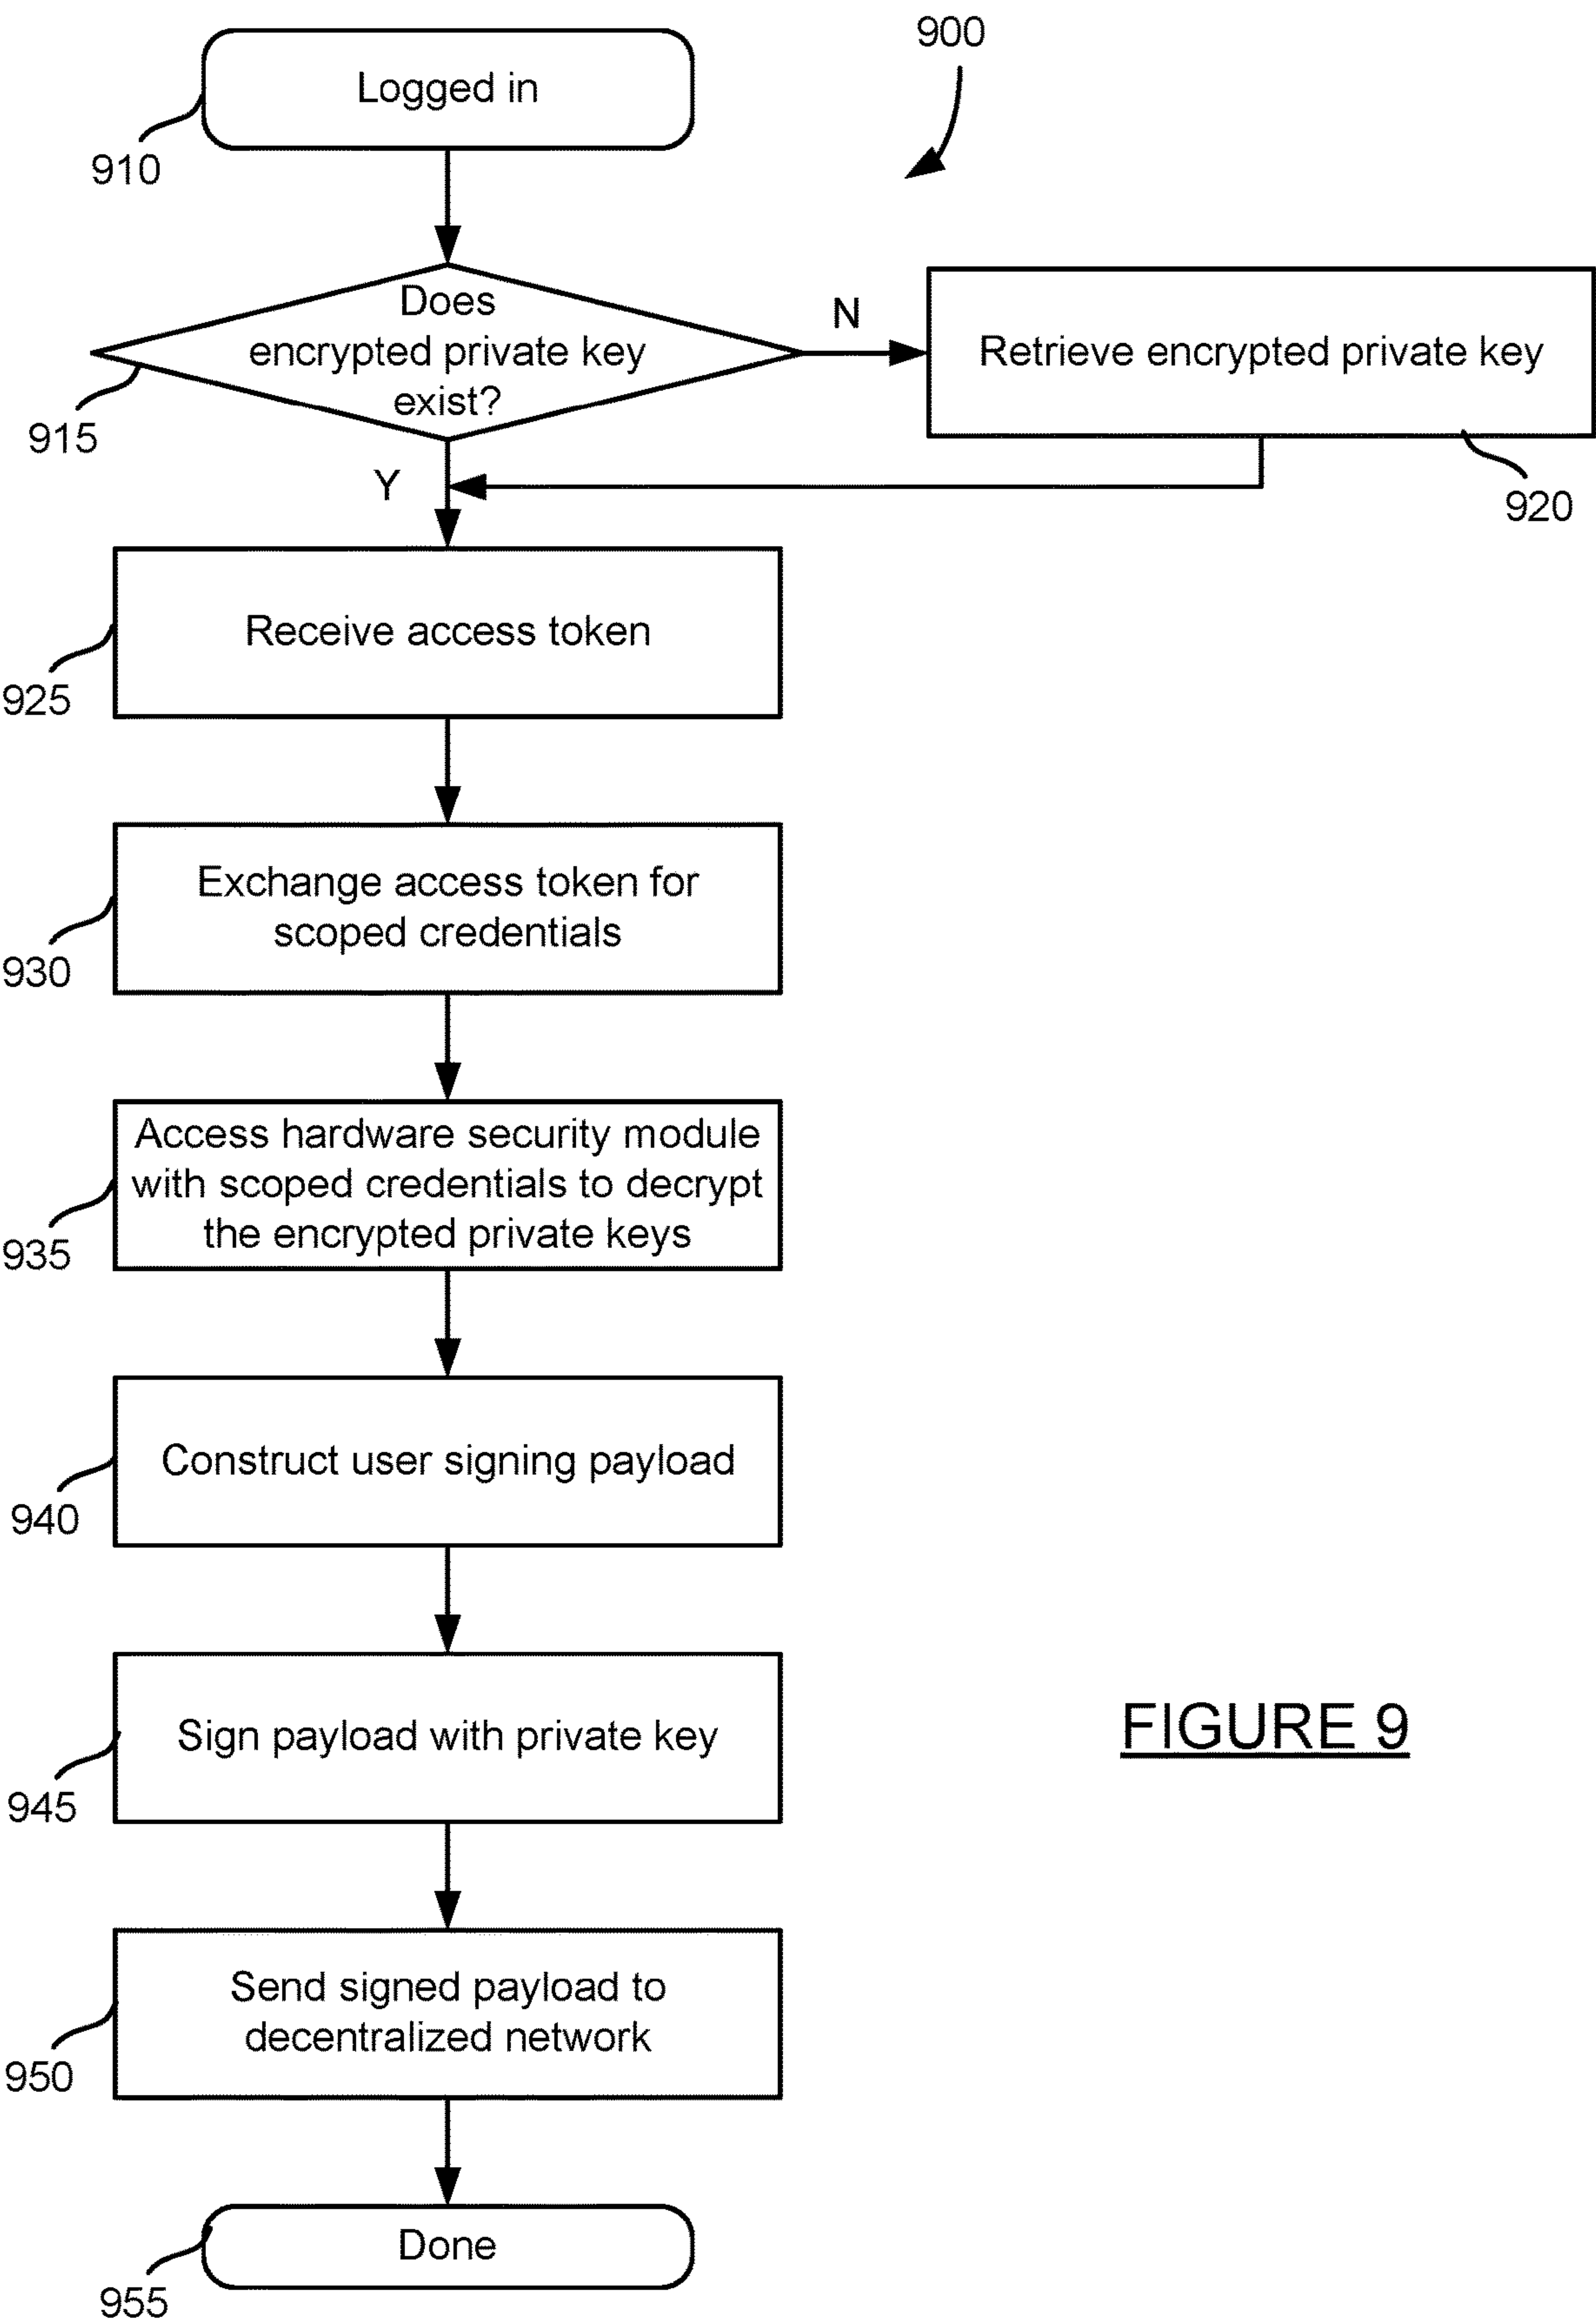 900
Logged in
910
Does
encrypted private key
exist?
N
Retrieve encrypted private key
915
Y
920
Receive access token
925
Exchange access token for
scoped credentials
930
Access hardware security module
with scoped credentials to decrypt
the encrypted private keys
935
Construct user signing payload
940
Sign payload with private key
945
FIGURE 9
Send signed payload to
decentralized network
950
Done
955